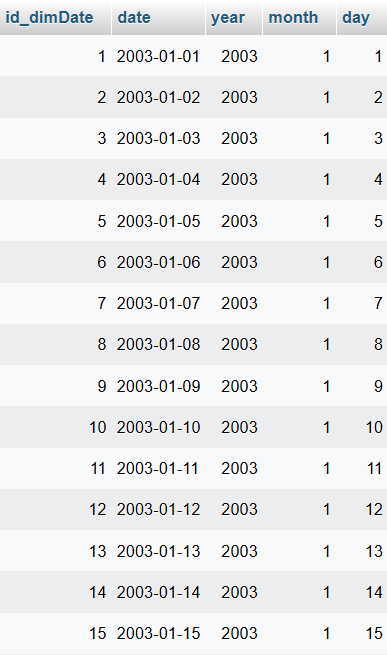 id_dimDate date year month day
1 2003-01-01 2003 1 1
2 2003-01-02 2003 1 2
3 2003-01-03 2003 1 3
4 2003-01-04 2003 1 4
5 2003-01-05 2003 1 5
6 2003-01-06 2003 1 6
7 2003-01-07 2003 1 7
8 2003-01-08 2003 1 8
9 2003-01-09 2003 1 9
10 2003-01-10 2003 1 10
11 2003-01-11 2003 1 11
12 2003-01-12 2003 1 12
13 2003-01-13 2003 1 13
14 2003-01-14 2003 1 14
15 2003-01-15 2003 1 15